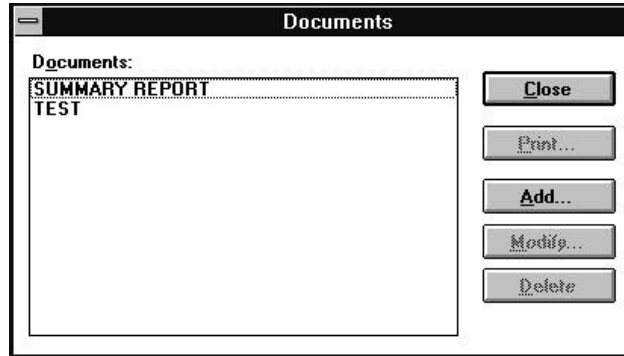 Documents
Documents:
SUMMARY REPORT
TEST
Close
Print...
Add...
Modify...
Delete